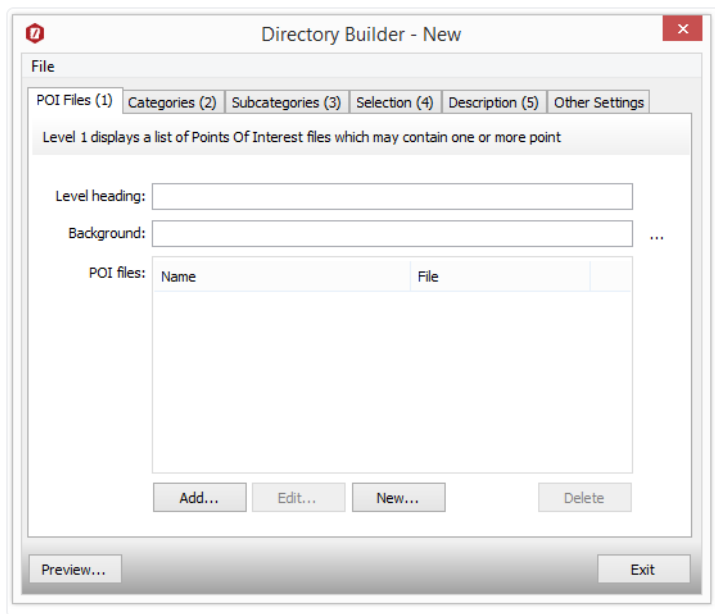 Directory Builder - New
File
POI Files (1) Categories (2) Subcategories (3) Selection (4) Description (5) Other Settings
Level 1 displays a list of Points Of Interest files which may contain one or more point
Level heading:
Background: ...
POI files: Name File
Add... Edit... New... Delete
Preview... Exit